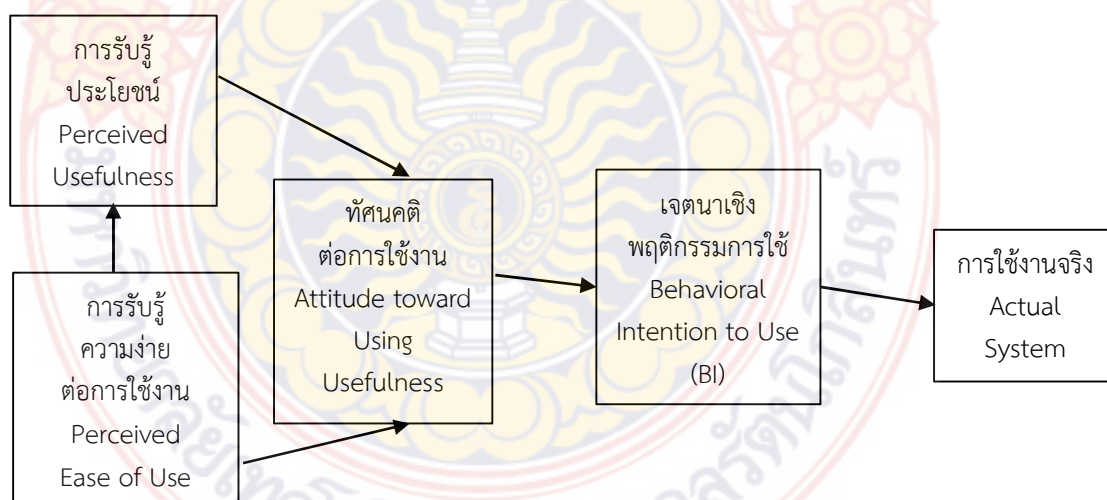 การรับรู้
ประโยชน์
Perceived
Usefulness
การรับรู้
ความง่าย
ต่อการใช้งาน
Perceived
Ease of Use
ทัศนคติ
ต่อการใช้งาน
Attitude toward
Using
Usefulness
เจตนาเชิง
พฤติกรรมการใช้
Behavioral
Intention to Use
(BI)
การใช้งานจริง
Actual
System